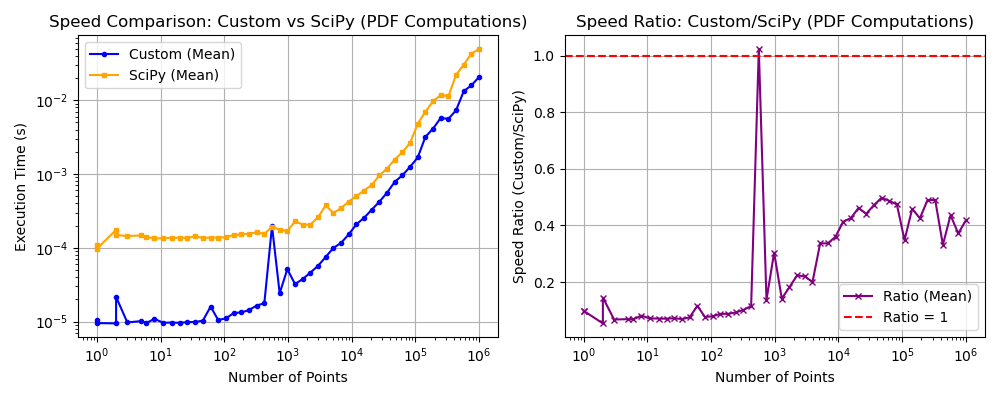 Speed Comparison: Custom vs SciPy (PDF Computations)
Custom (Mean)
SciPy (Mean)
Execution Time (s)
10⁻²
10⁻³
10⁻⁴
10⁻⁵
10⁰ 10¹ 10² 10³ 10⁴ 10⁵ 10⁶
Number of Points
Speed Ratio: Custom/SciPy (PDF Computations)
Speed Ratio (Custom/SciPy)
1.0
0.8
0.6
0.4
0.2
Ratio (Mean)
Ratio = 1
10⁰ 10¹ 10² 10³ 10⁴ 10⁵ 10⁶
Number of Points